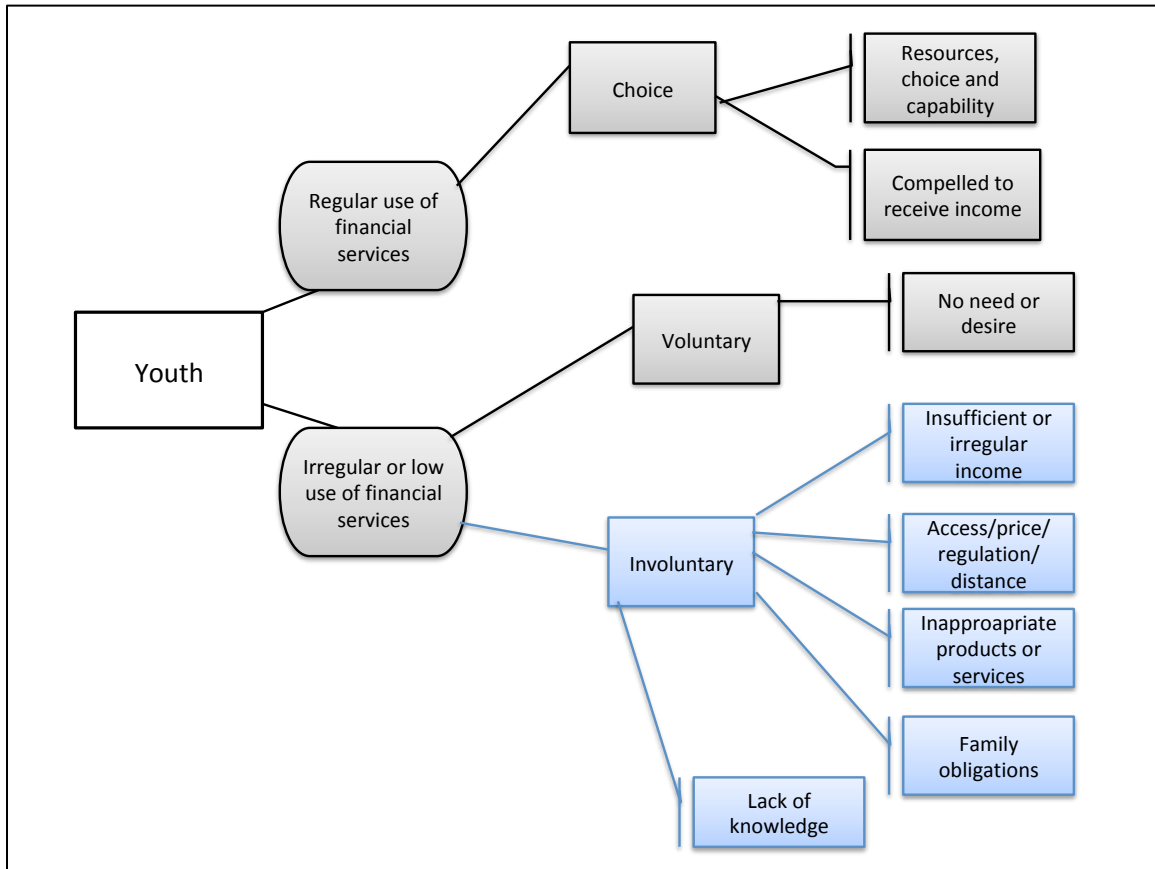 Resources,
choice and
capability
Choice
Compelled to
receive income
Regular use of
financial
services
No need or
desire
Voluntary
Youth
Insufficient or
irregular
income
Irregular or low
use of financial
services
Access/price/
regulation/
distance
Involuntary
Inapproapriate
products or
services
Family
obligations
Lack of
knowledge